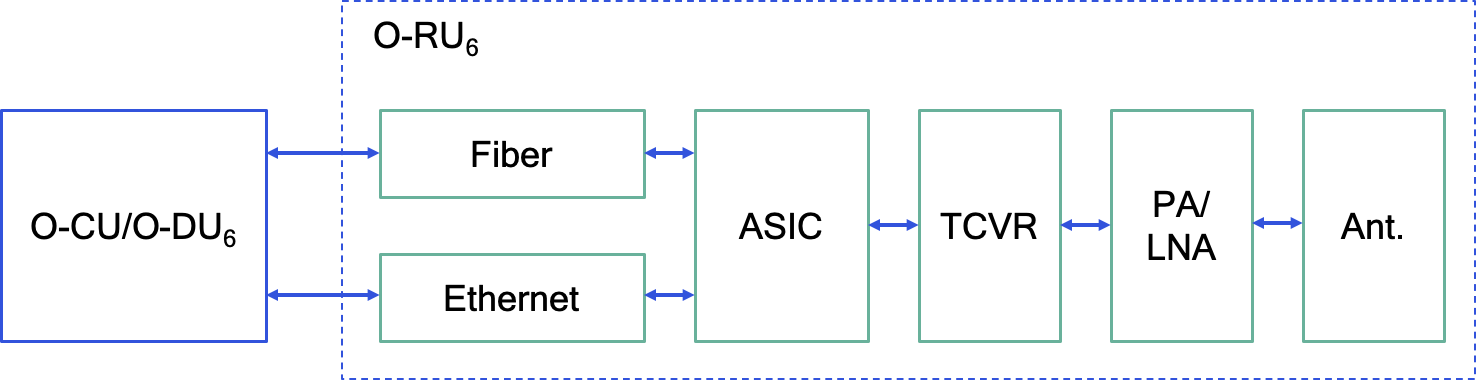 O-RU₆
O-CU/O-DU₆
Fiber
Ethernet
ASIC
TCVR
PA/
LNA
Ant.